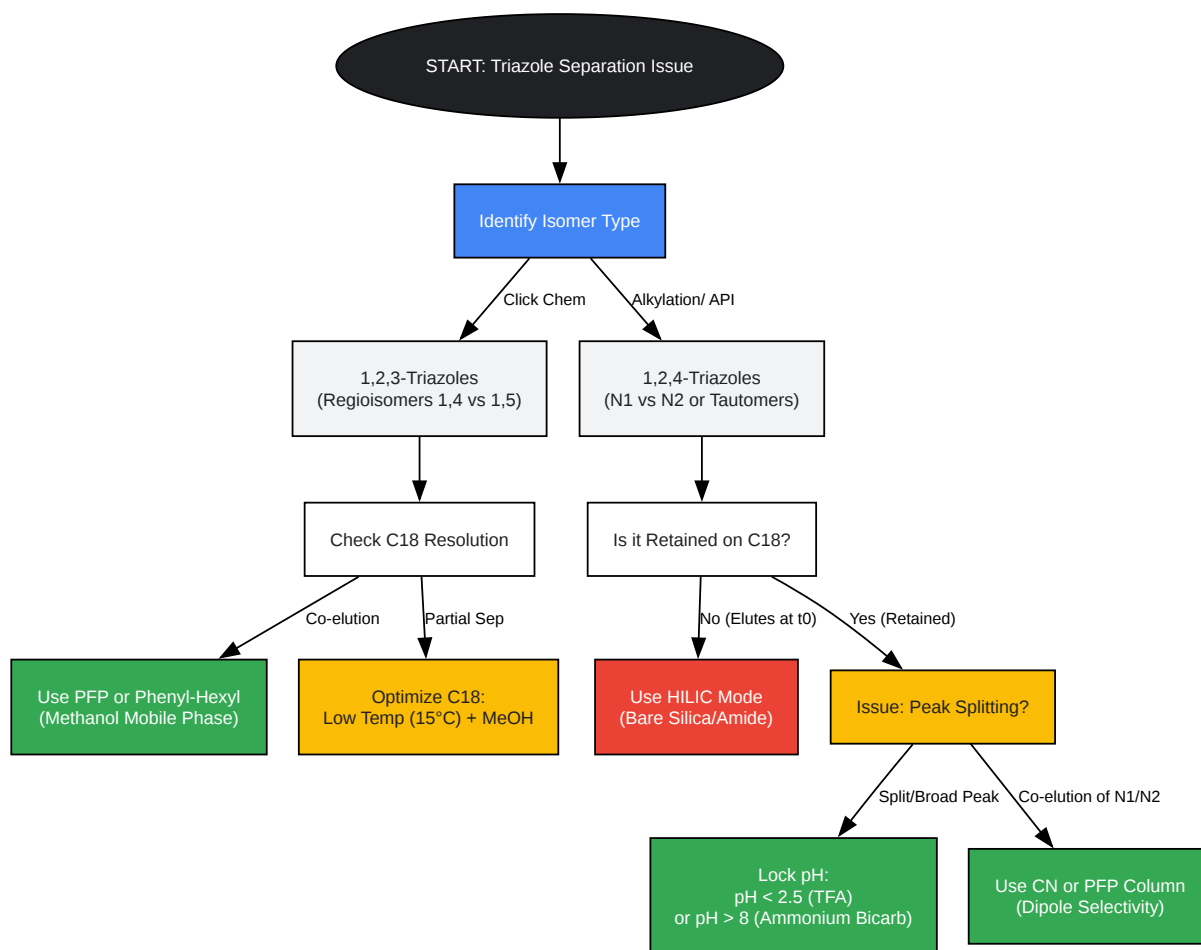 START: Triazole Separation Issue
Identify Isomer Type
Click Chem
Alkylation/ API
1,2,3-Triazoles
(Regioisomers 1,4 vs 1,5)
1,2,4-Triazoles
(N1 vs N2 or Tautomers)
Check C18 Resolution
Is it Retained on C18?
Co-elution
Partial Sep
No (Elutes at t0)
Yes (Retained)
Use PFP or Phenyl-Hexyl
(Methanol Mobile Phase)
Optimize C18:
Low Temp (15°C) + MeOH
Use HILIC Mode
(Bare Silica/Amide)
Issue: Peak Splitting?
Split/Broad Peak
Co-elution of N1/N2
Lock pH:
pH < 2.5 (TFA)
or pH > 8 (Ammonium Bicarb)
Use CN or PFP Column
(Dipole Selectivity)